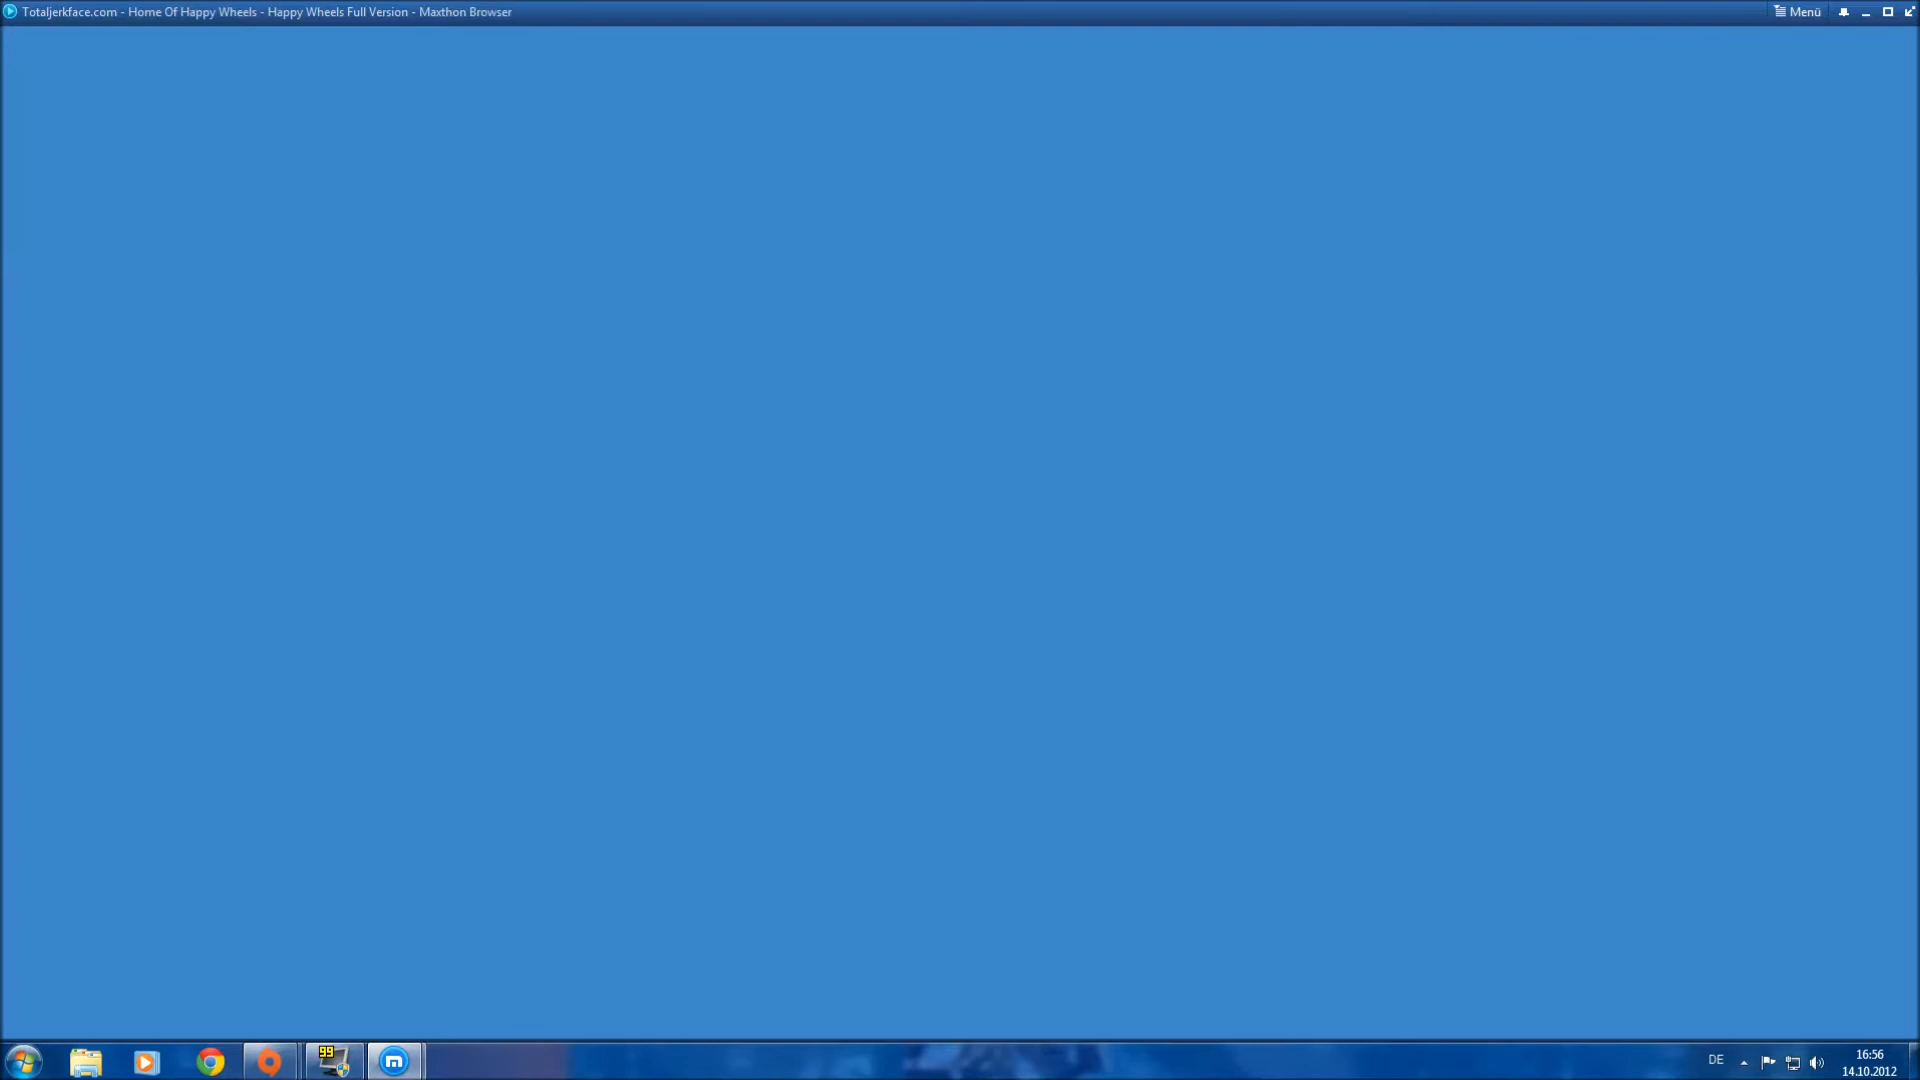 Totaljerkface.com - Home Of Happy Wheels - Happy Wheels Full Version - Maxthon Browser
Menü
99
DE
16:56
14.10.2012